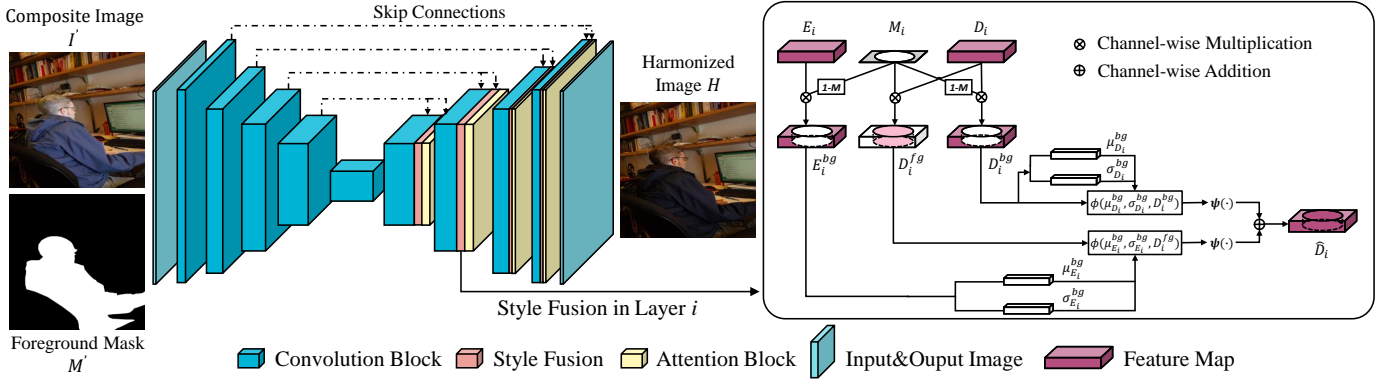 Composite Image
I'
Skip Connections
Harmonized
Image H
Foreground Mask
M'
Style Fusion in Layer i
E_i
M_i
D_i
⊗ Channel-wise Multiplication
⊕ Channel-wise Addition
1-M
1-M
E_i^{bg}
D_i^{fg}
D_i^{bg}
μ_{D_i}^{bg}
σ_{D_i}^{bg}
ϕ(μ_{D_i}^{bg}, σ_{D_i}^{bg}, D_i^{bg})
ψ(·)
ϕ(μ_{E_i}^{bg}, σ_{E_i}^{bg}, D_i^{fg})
ψ(·)
D̂_i
μ_{E_i}^{bg}
σ_{E_i}^{bg}
Convolution Block
Style Fusion
Attention Block
Input&Ouput Image
Feature Map